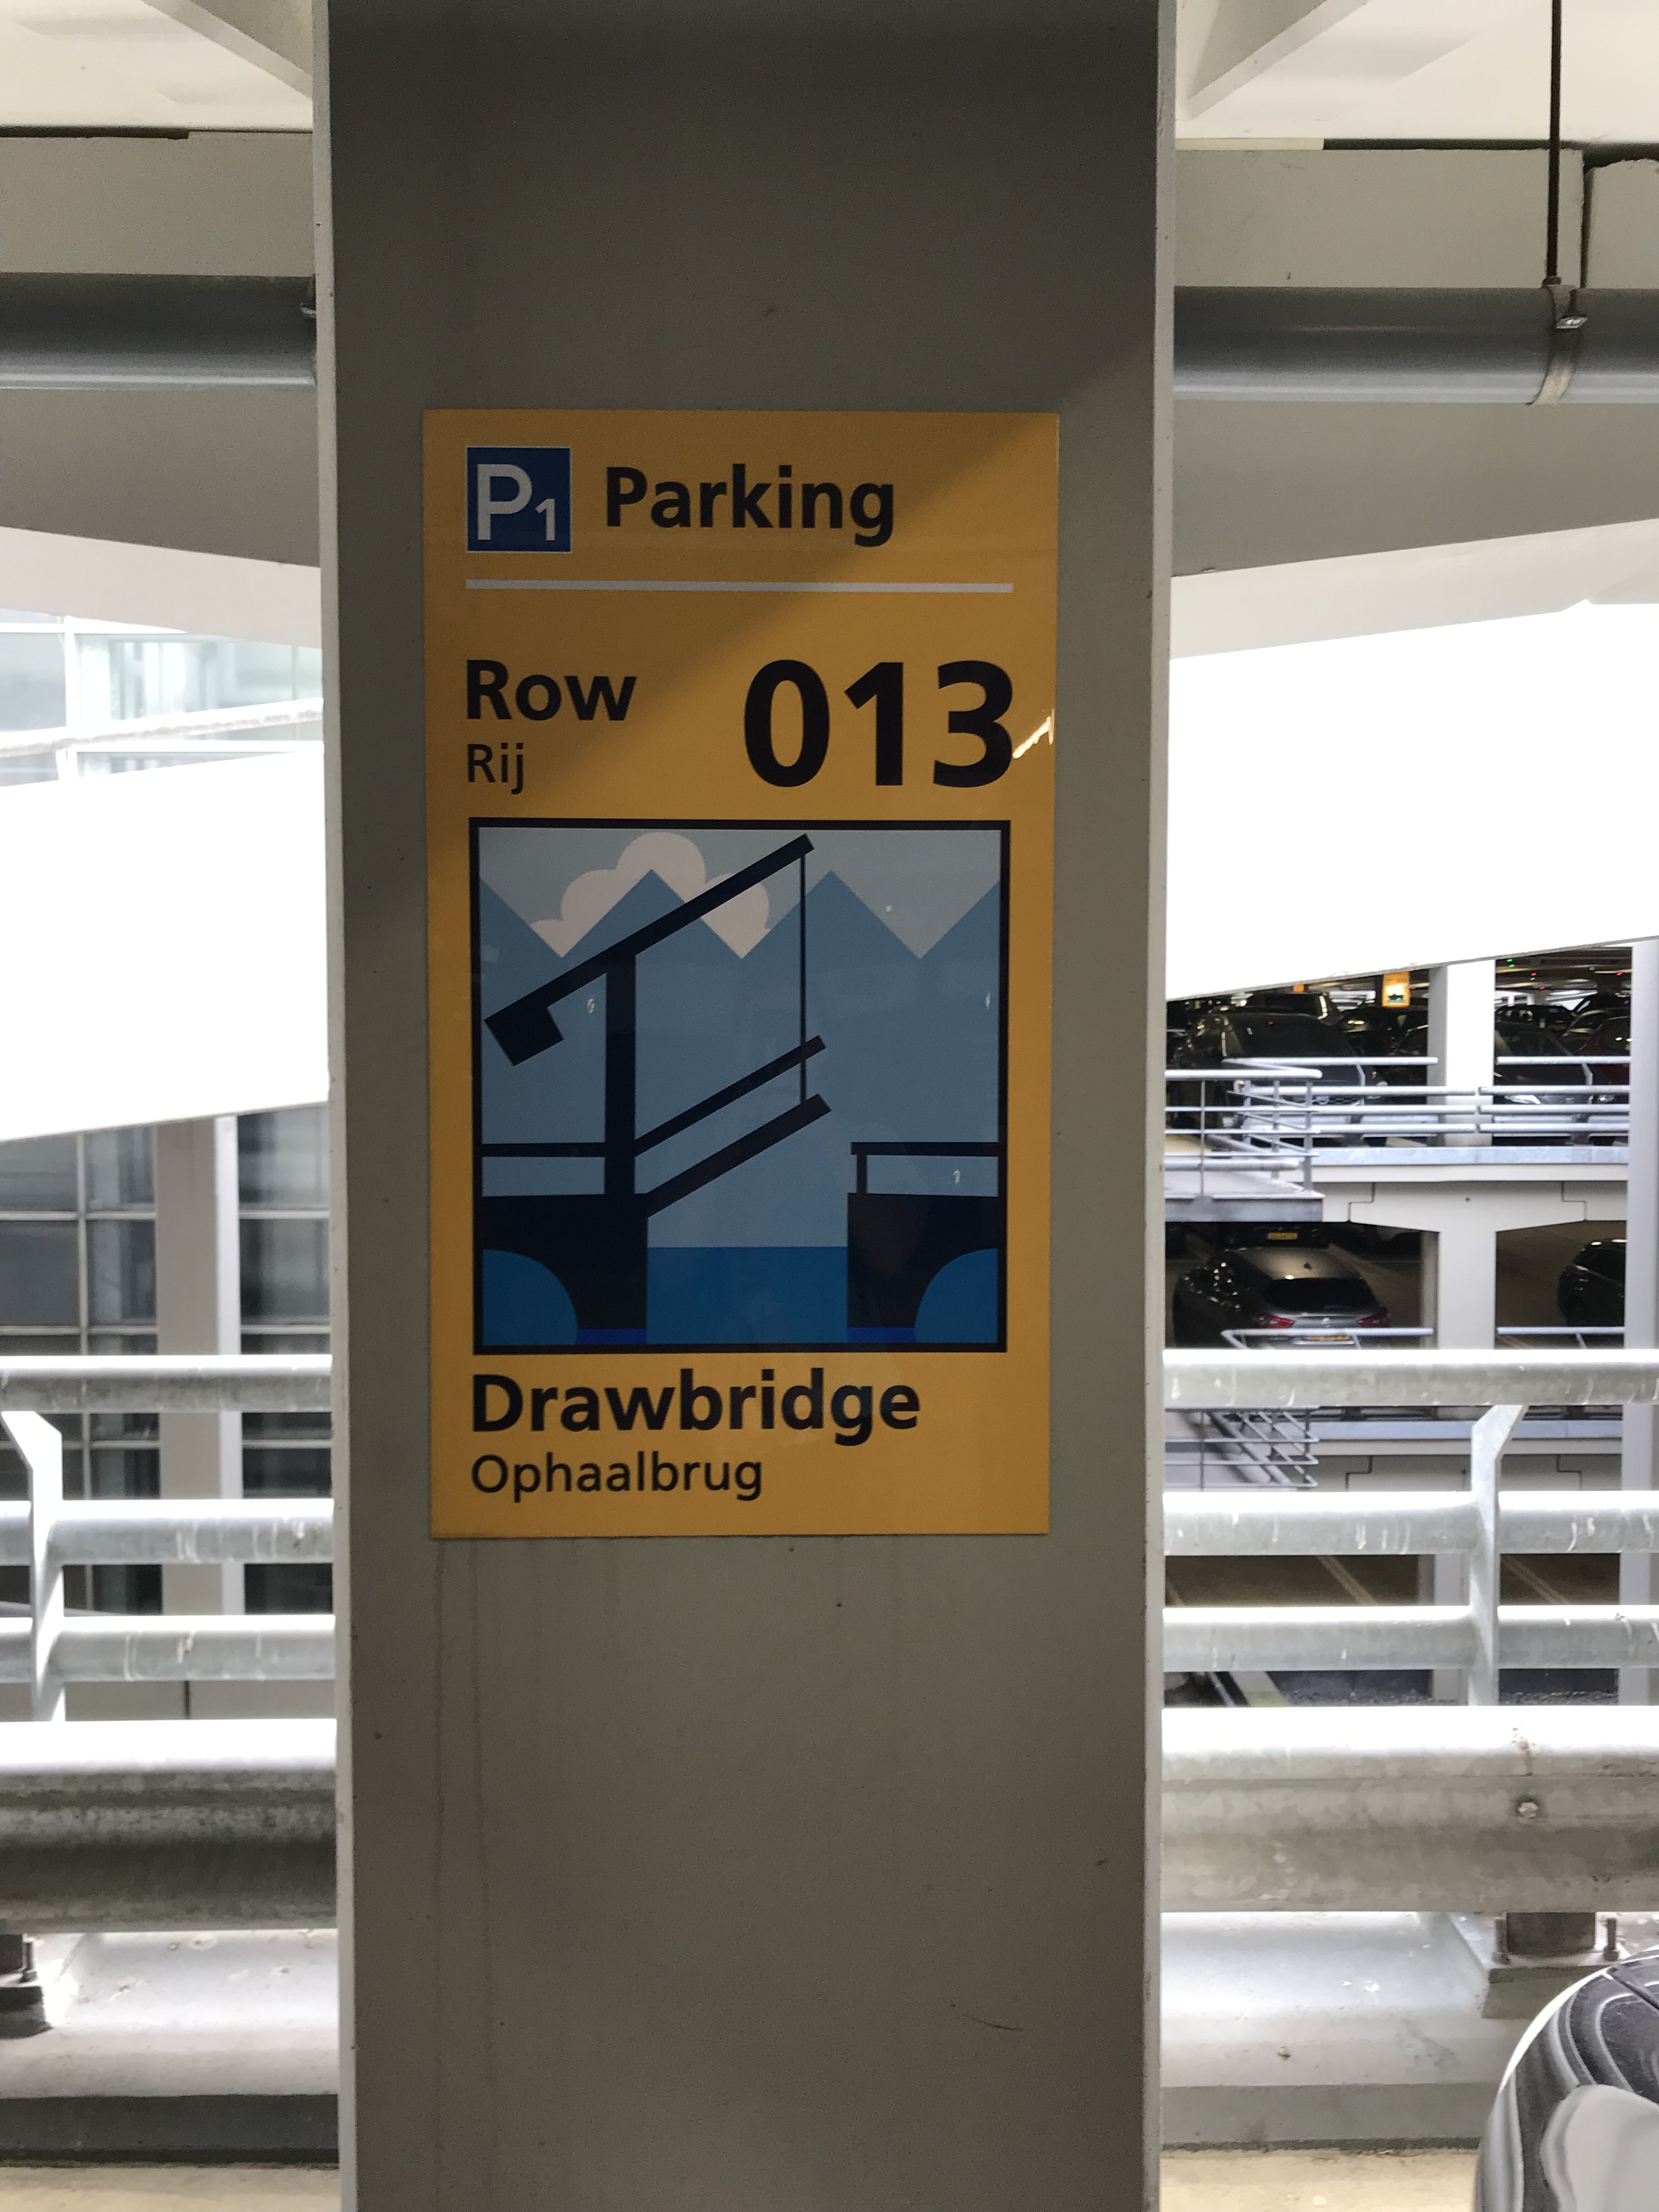 P1 Parking
Row 013
Rij
Drawbridge
Ophaalbrug